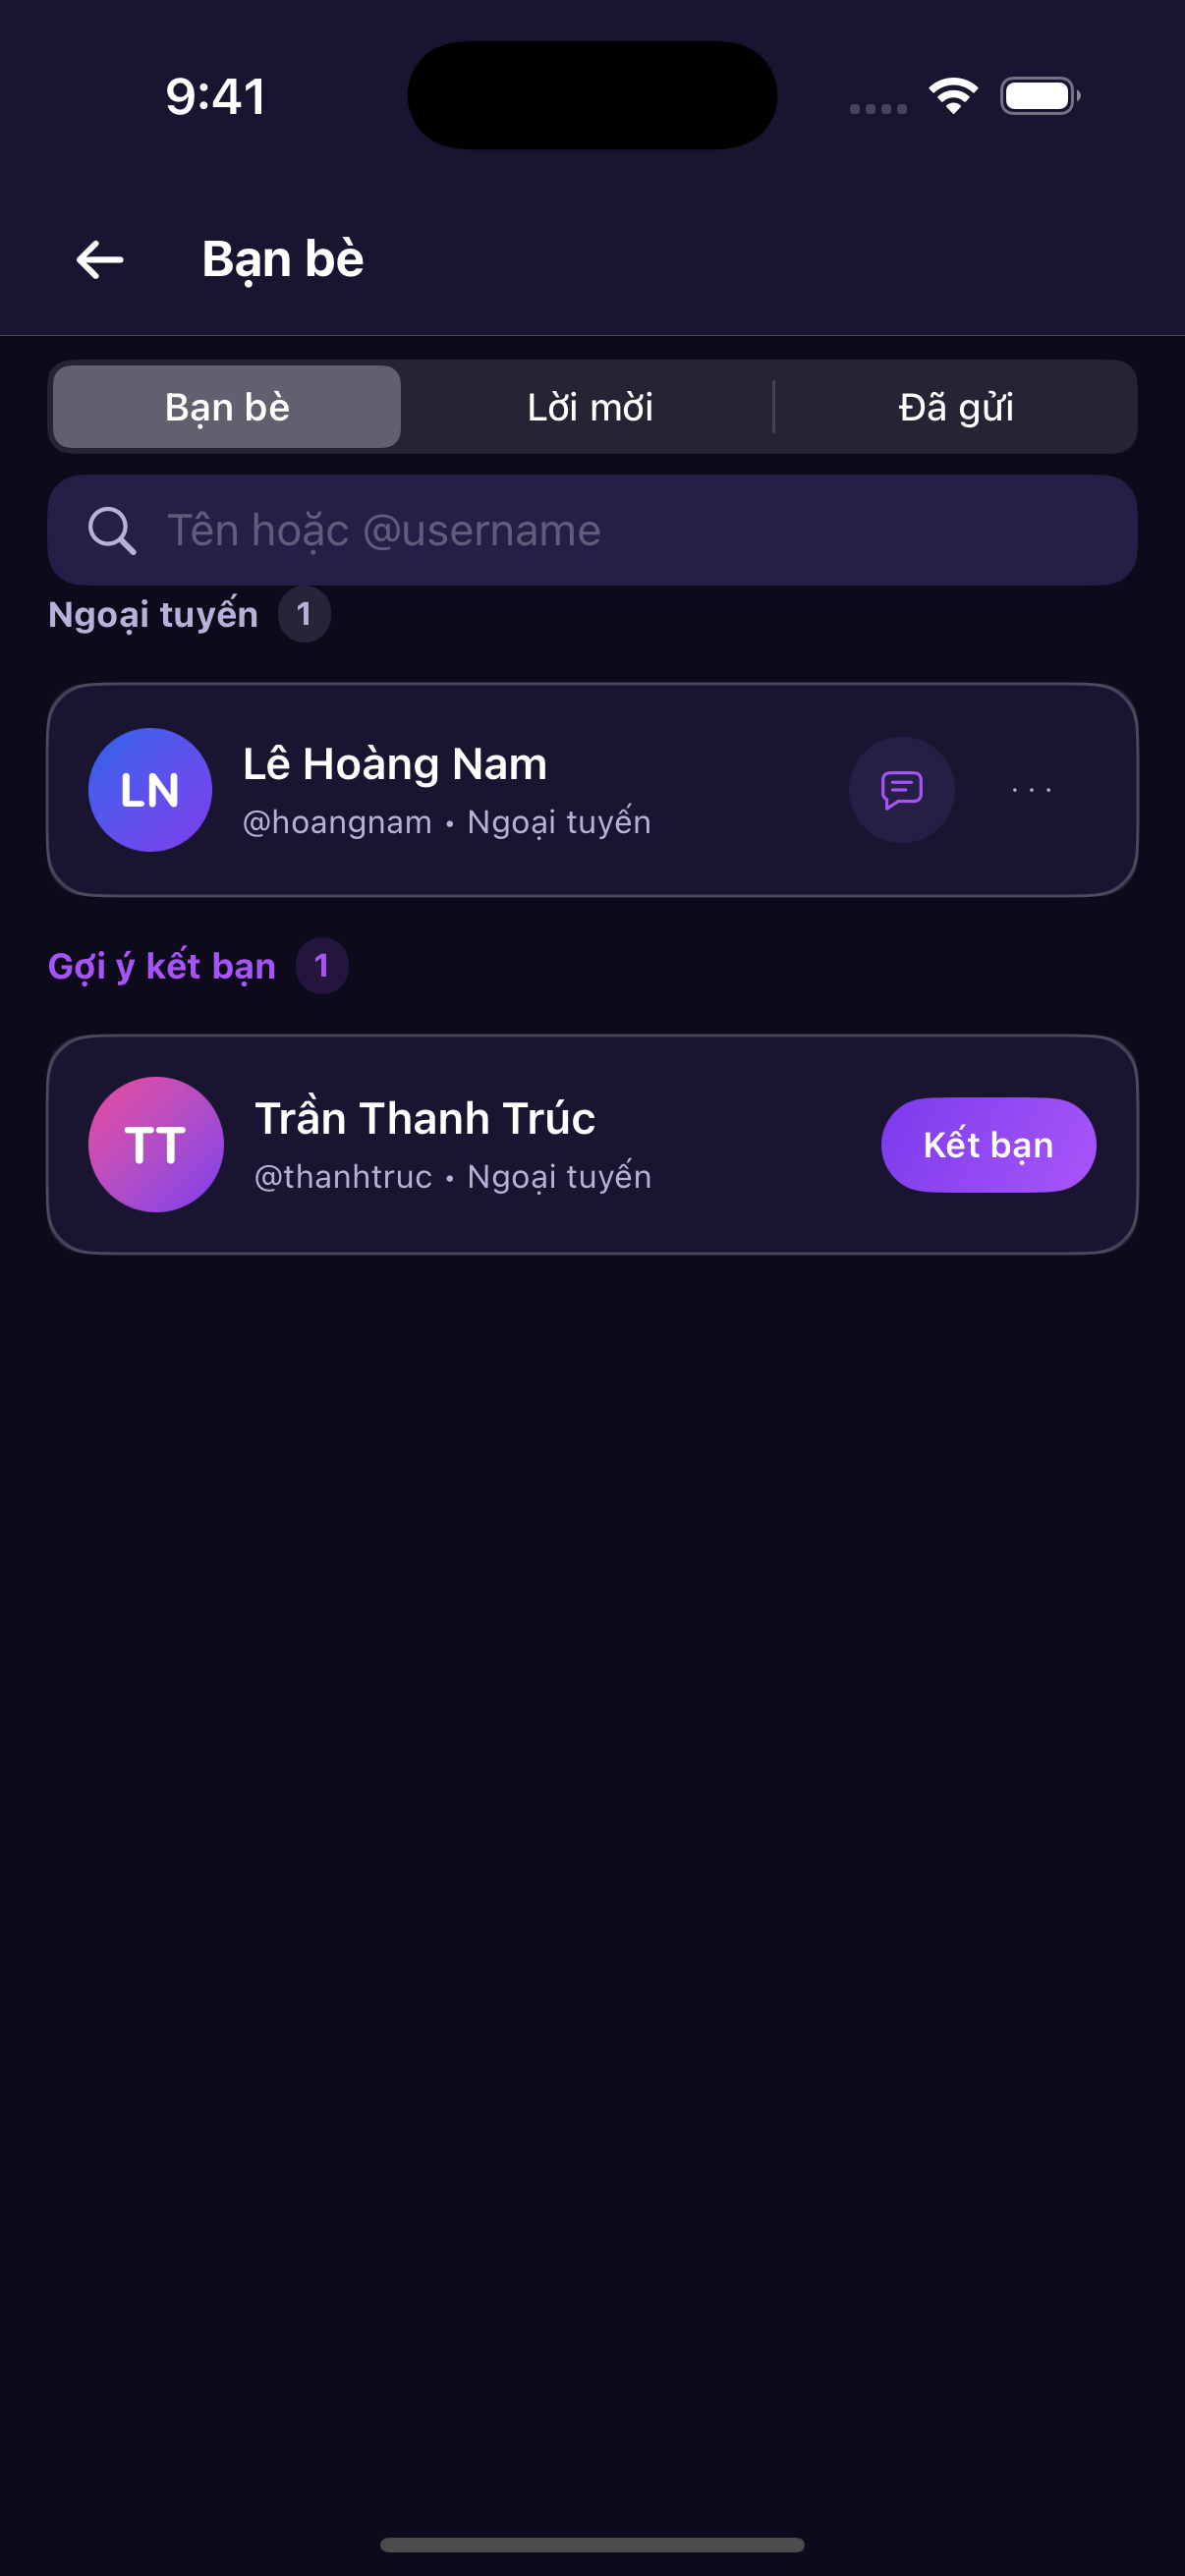 9:41
Bạn bè
Bạn bè
Lời mời
Đã gửi
Tên hoặc @username
Ngoại tuyến 1
LN
Lê Hoàng Nam
@hoangnam • Ngoại tuyến
Gợi ý kết bạn 1
TT
Trần Thanh Trúc
@thanhtruc • Ngoại tuyến
Kết bạn